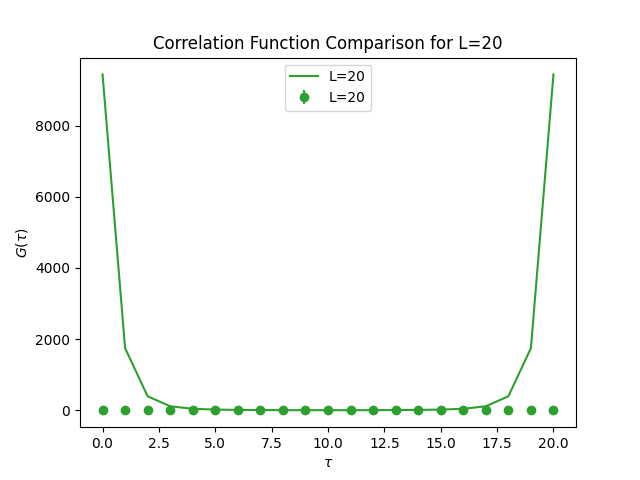 Correlation Function Comparison for L=20
L=20
L=20
8000
6000
4000
2000
0
G(τ)
0.0 2.5 5.0 7.5 10.0 12.5 15.0 17.5 20.0
τ